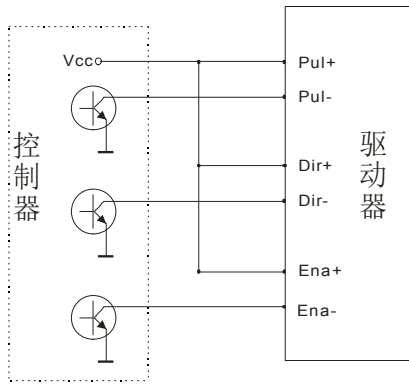 Vcc
Pul+
Pul-
Dir+
Dir-
Ena+
Ena-
控制器
驱动器